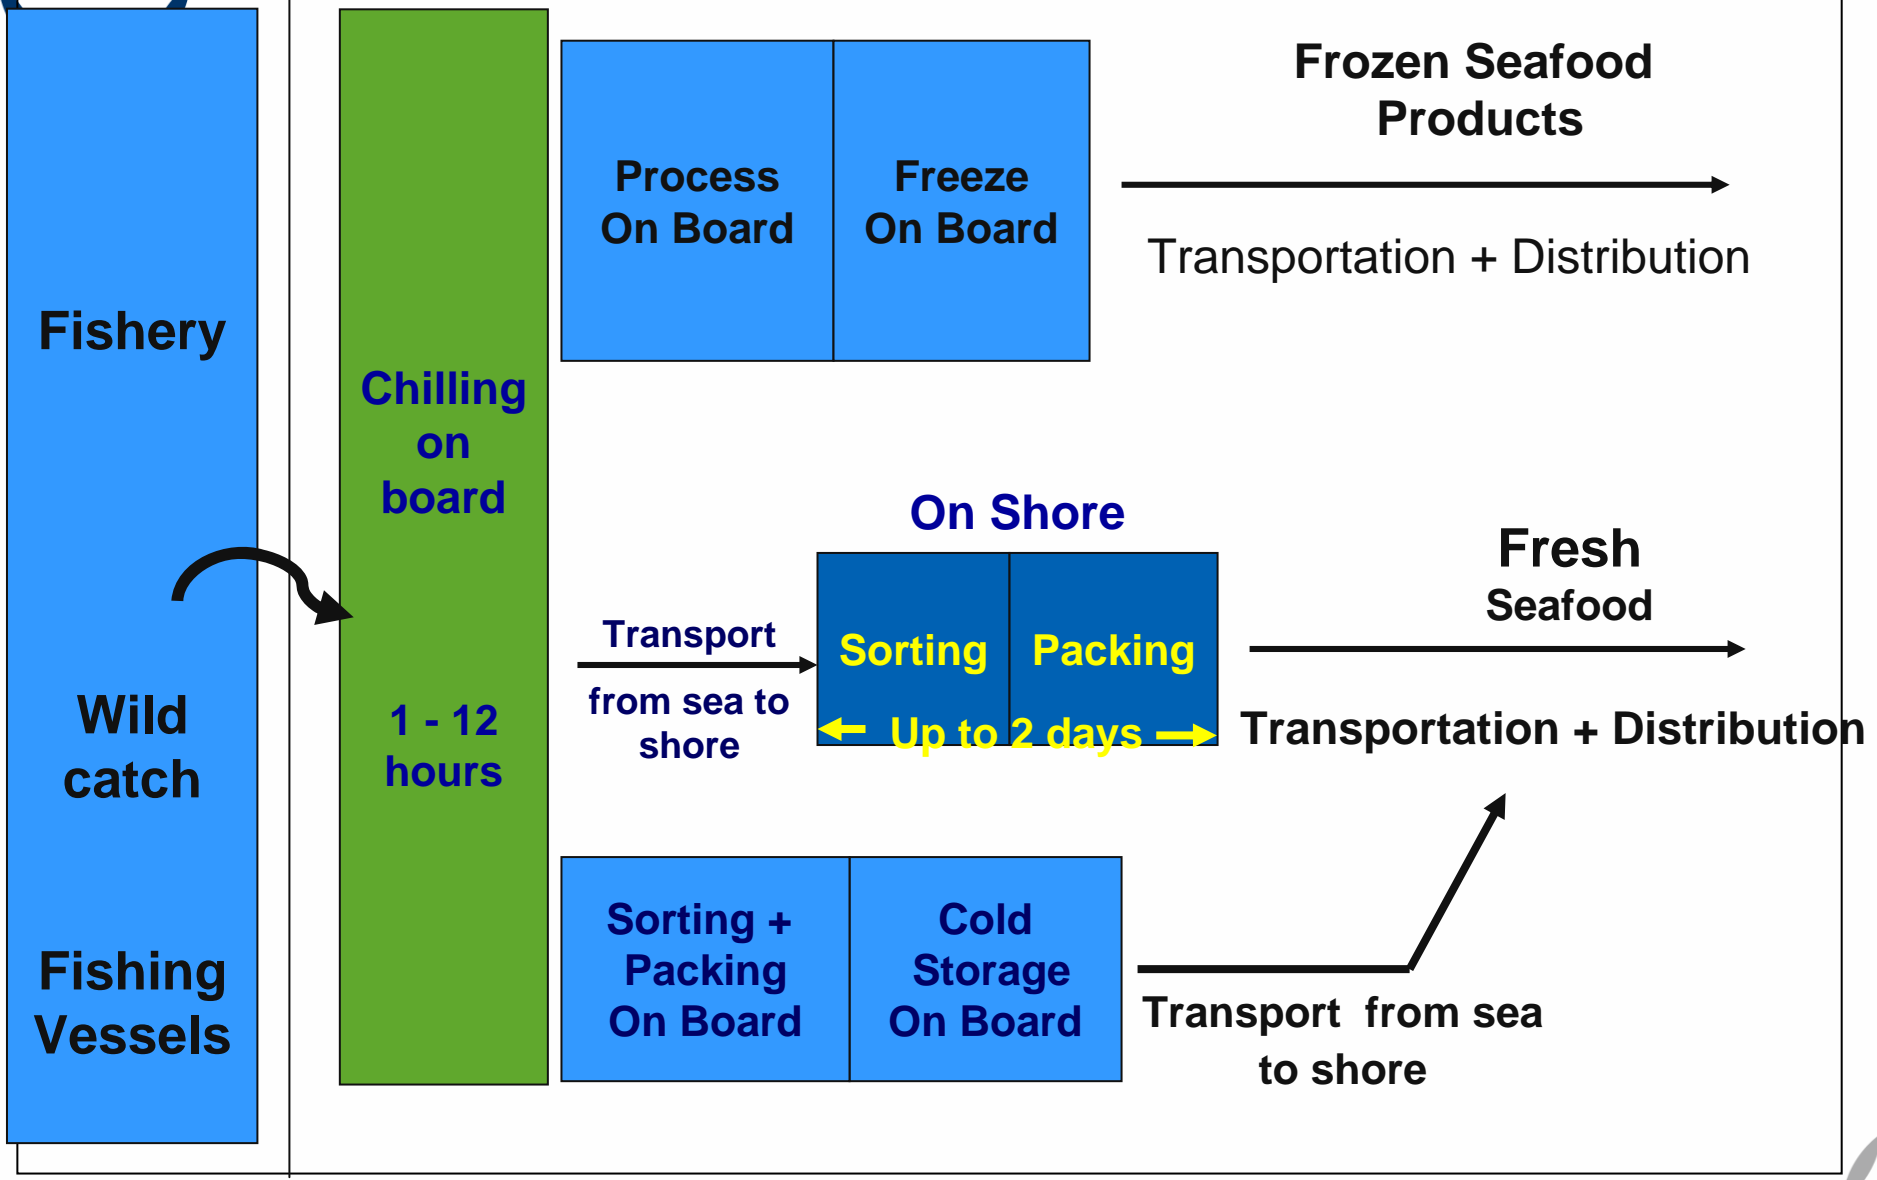 Fishery
Wild
catch
Fishing
Vessels
Chilling
on
board
1 - 12
hours
Process
On Board
Freeze
On Board
Frozen Seafood
Products
Transportation + Distribution
On Shore
Transport
from sea to
shore
Sorting
Packing
Up to 2 days
Fresh
Seafood
Transportation + Distribution
Sorting +
Packing
On Board
Cold
Storage
On Board
Transport from sea
to shore